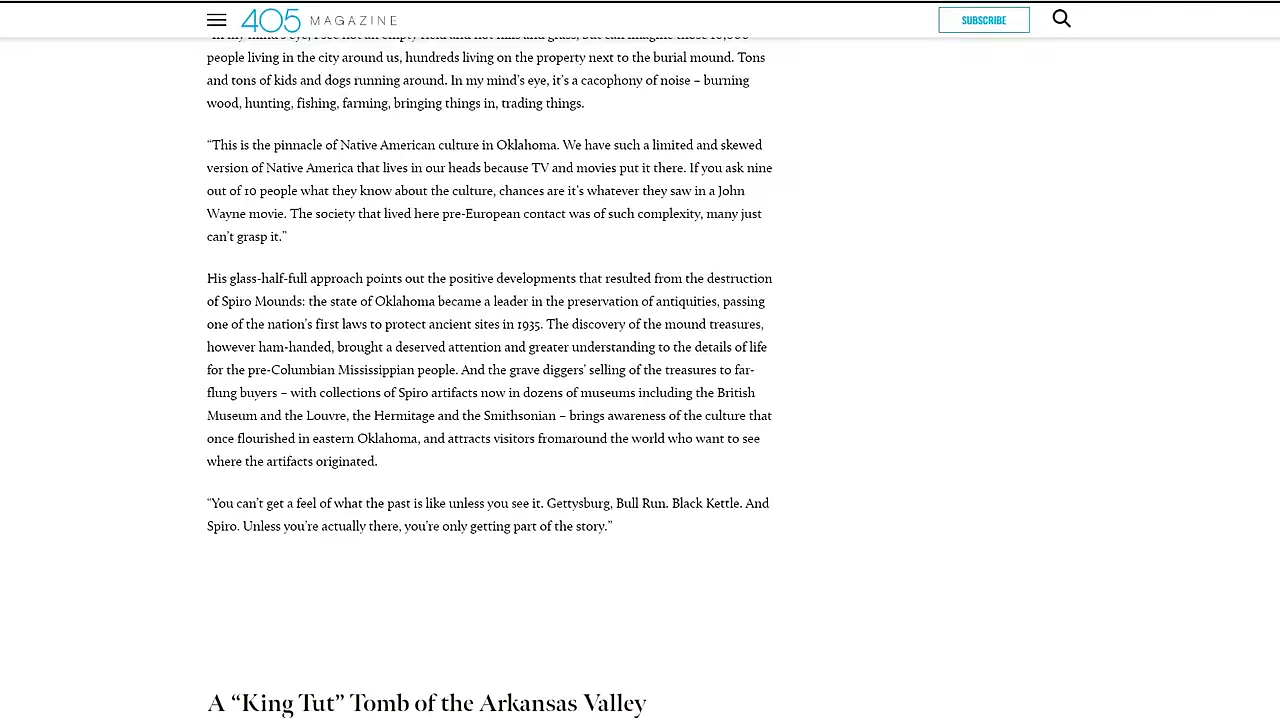 405 MAGAZINE
SUBSCRIBE
people living in the city around us, hundreds living on the property next to the burial mound. Tons
and tons of kids and dogs running around. In my mind's eye, it's a cacophony of noise – burning
wood, hunting, fishing, farming, bringing things in, trading things.
“This is the pinnacle of Native American culture in Oklahoma. We have such a limited and skewed
version of Native America that lives in our heads because TV and movies put it there. If you ask nine
out of 10 people what they know about the culture, chances are it's whatever they saw in a John
Wayne movie. The society that lived here pre-European contact was of such complexity, many just
can't grasp it.”
His glass-half-full approach points out the positive developments that resulted from the destruction
of Spiro Mounds: the state of Oklahoma became a leader in the preservation of antiquities, passing
one of the nation's first laws to protect ancient sites in 1935. The discovery of the mound treasures,
however ham-handed, brought a deserved attention and greater understanding to the details of life
for the pre-Columbian Mississippian people. And the grave diggers' selling of the treasures to far-
flung buyers – with collections of Spiro artifacts now in dozens of museums including the British
Museum and the Louvre, the Hermitage and the Smithsonian – brings awareness of the culture that
once flourished in eastern Oklahoma, and attracts visitors fromaround the world who want to see
where the artifacts originated.
“You can't get a feel of what the past is like unless you see it. Gettysburg, Bull Run. Black Kettle. And
Spiro. Unless you're actually there, you're only getting part of the story.”
A “King Tut” Tomb of the Arkansas Valley